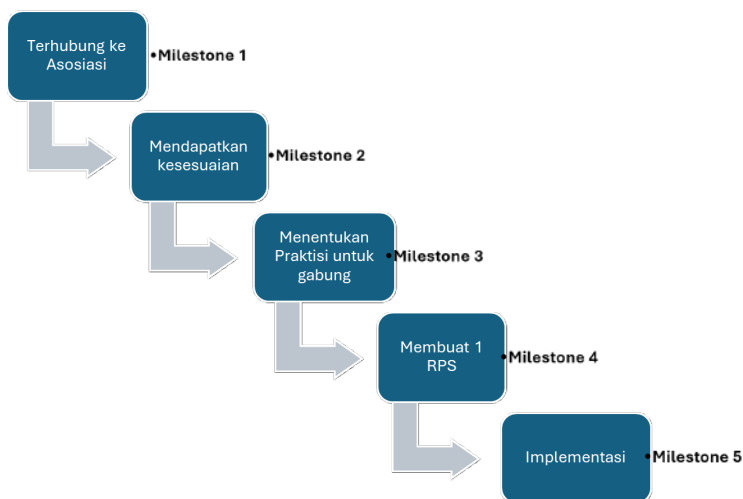 Terhubung ke
Asosiasi
•Milestone 1
Mendapatkan
kesesuaian
•Milestone 2
Menentukan
Praktisi untuk
gabung
•Milestone 3
Membuat 1
RPS
•Milestone 4
Implementasi
•Milestone 5